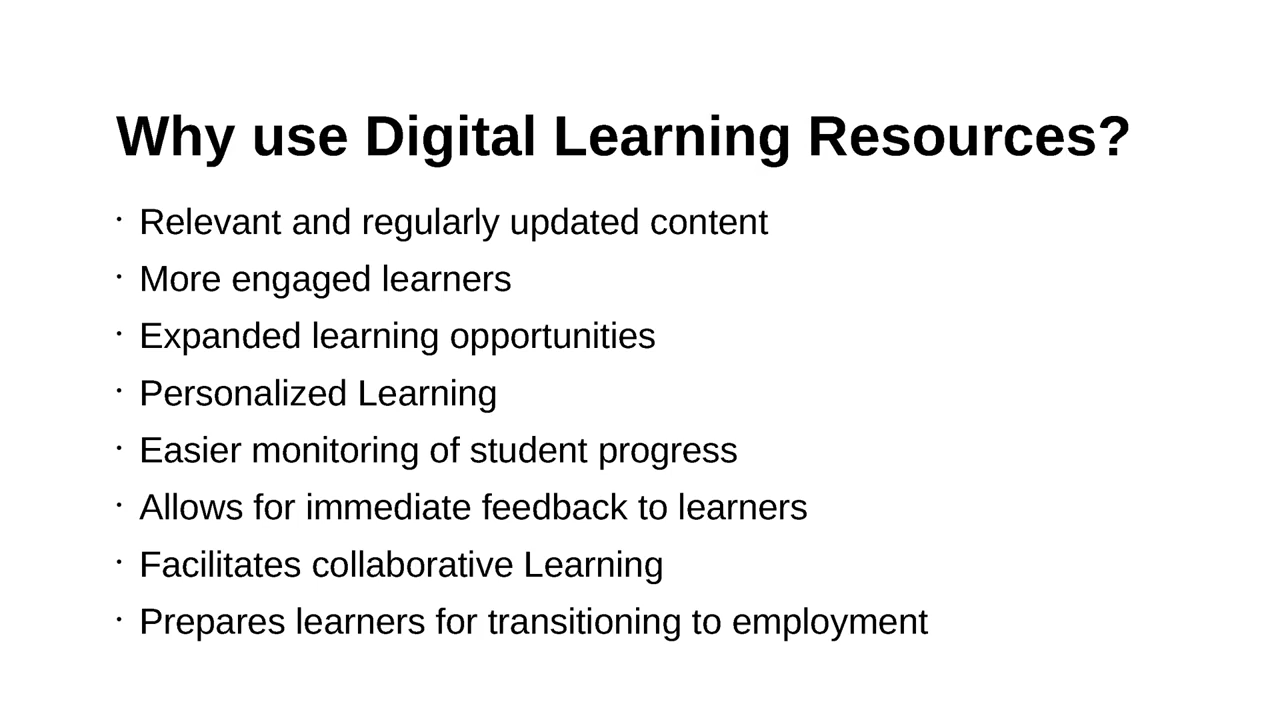 Why use Digital Learning Resources?
· Relevant and regularly updated content
· More engaged learners
· Expanded learning opportunities
· Personalized Learning
· Easier monitoring of student progress
· Allows for immediate feedback to learners
· Facilitates collaborative Learning
· Prepares learners for transitioning to employment